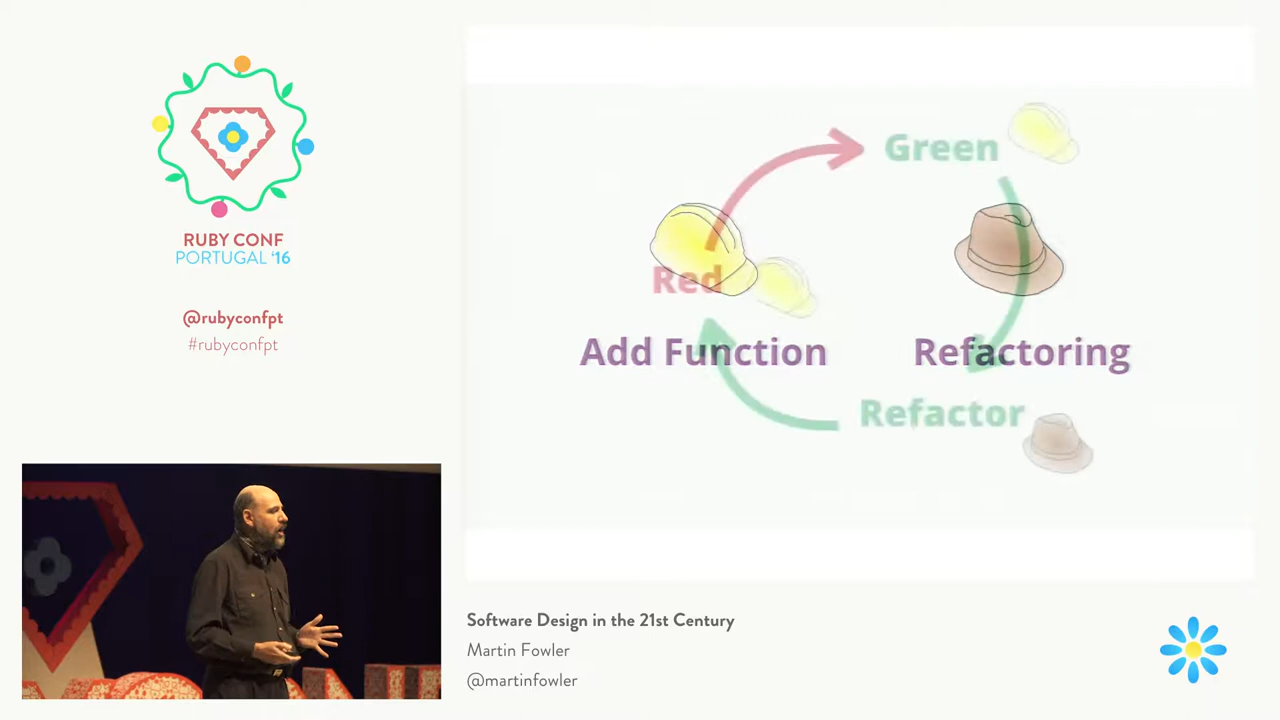 RUBY CONF
PORTUGAL '16
@rubyconfpt
#rubyconfpt
Green
Red
Add Function
Refactoring
Refactor
Software Design in the 21st Century
Martin Fowler
@martinfowler